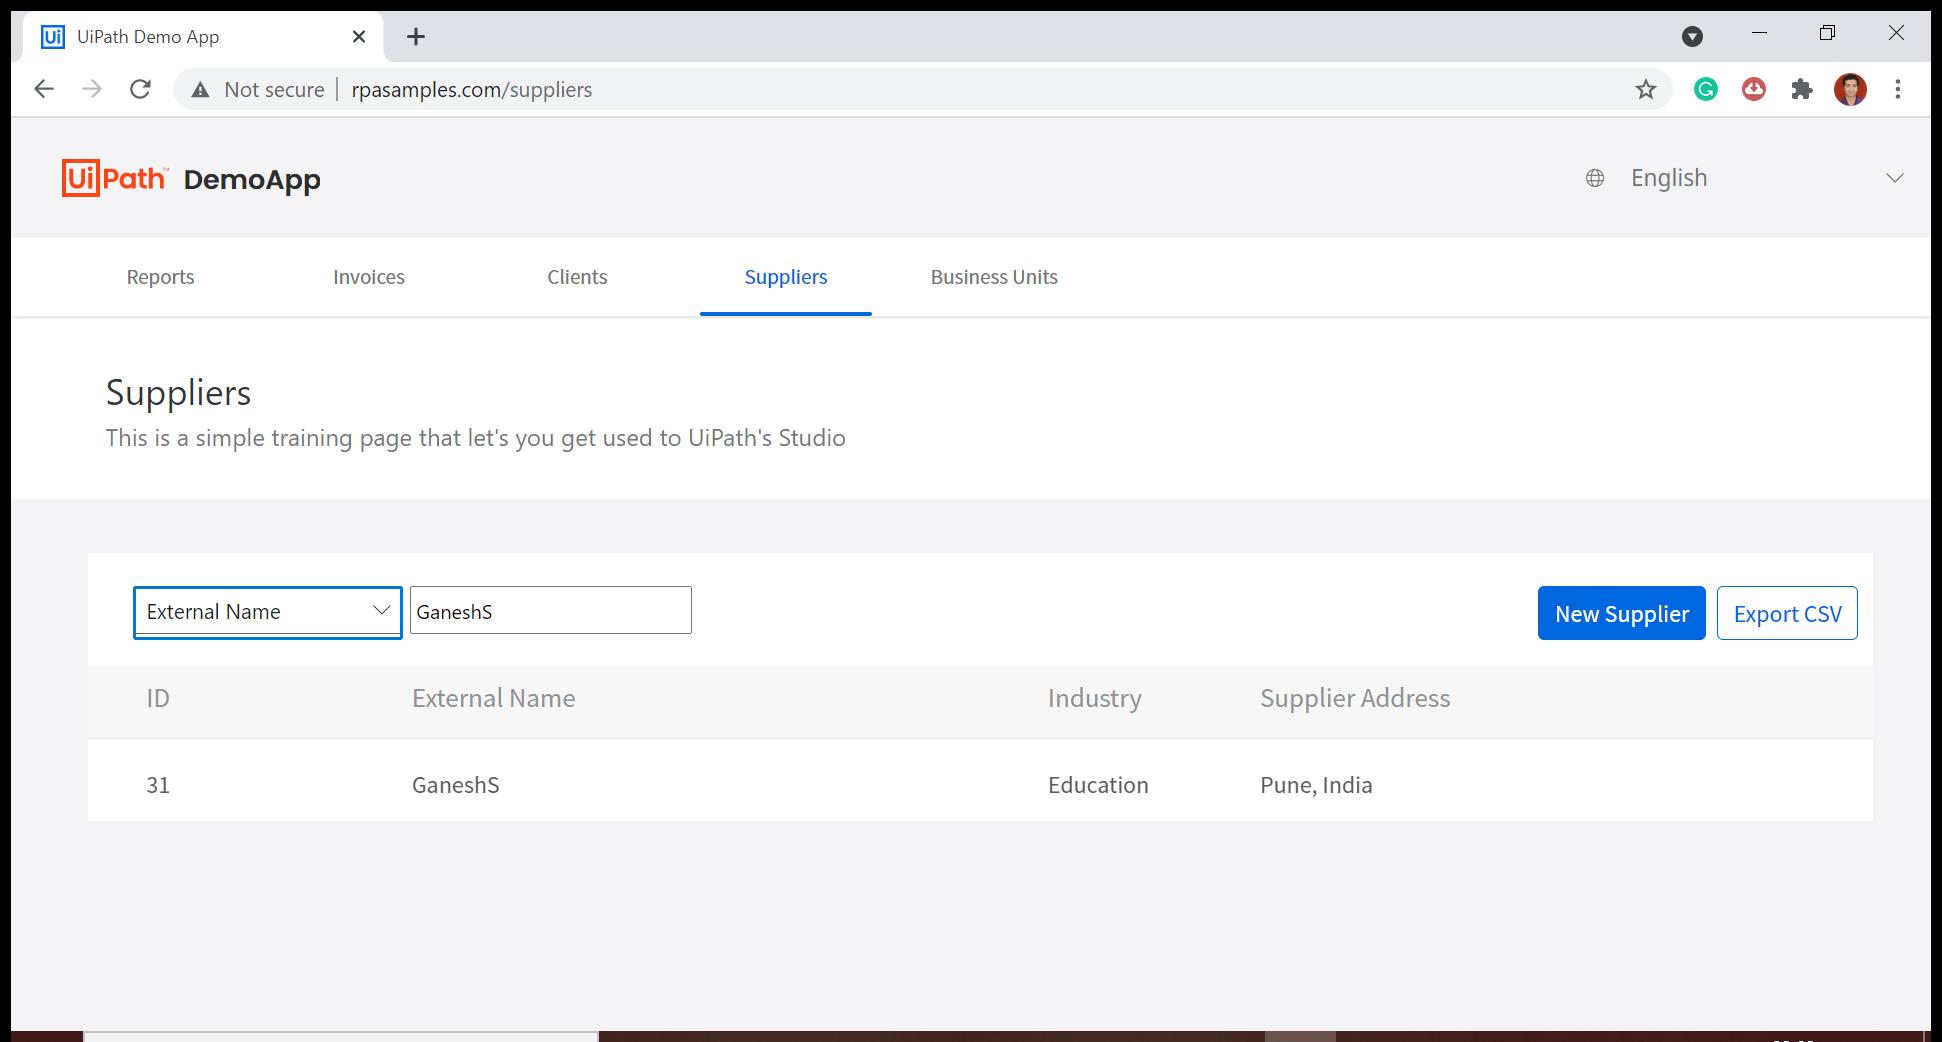 Ui UiPath Demo App
Not secure rpasamples.com/suppliers
UiPath™ DemoApp English
Reports Invoices Clients Suppliers Business Units
Suppliers
This is a simple training page that let's you get used to UiPath's Studio
External Name GaneshS New Supplier Export CSV
ID External Name Industry Supplier Address
31 GaneshS Education Pune, India